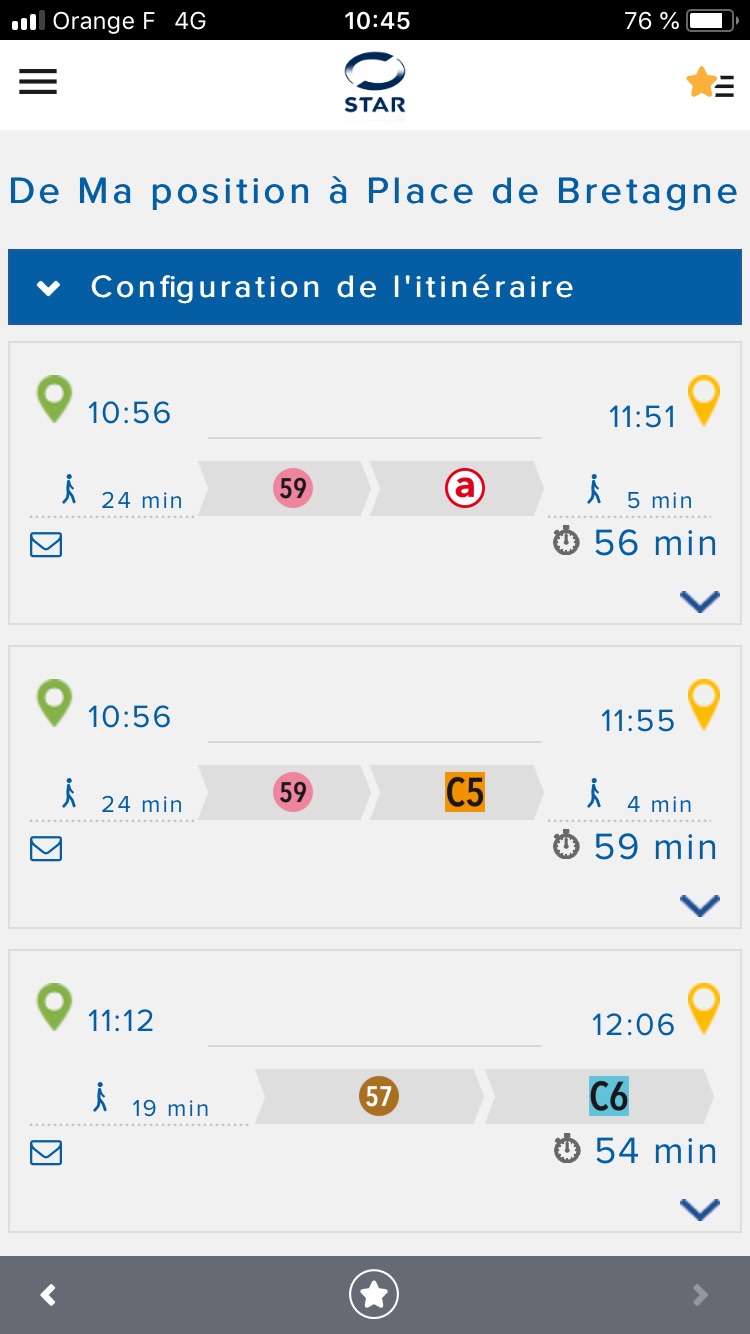 Orange F 4G 10:45 76 %
STAR
De Ma position à Place de Bretagne
Configuration de l'itinéraire
10:56 11:51
24 min 59 a 5 min
56 min
10:56 11:55
24 min 59 C5 4 min
59 min
11:12 12:06
19 min 57 C6
54 min